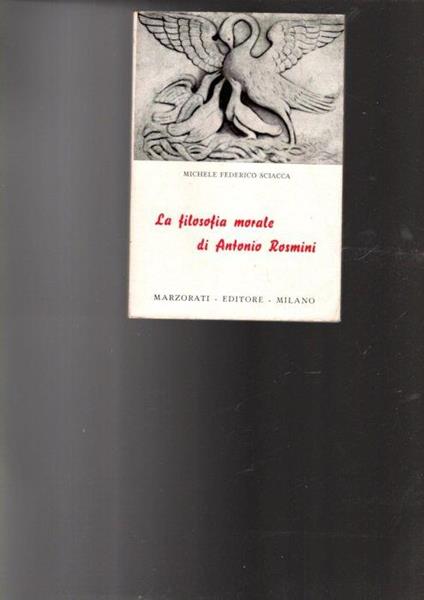 MICHELE FEDERICO SCIACCA
La filosofia morale
di Antonio Rosmini
MARZORATI - EDITORE - MILANO